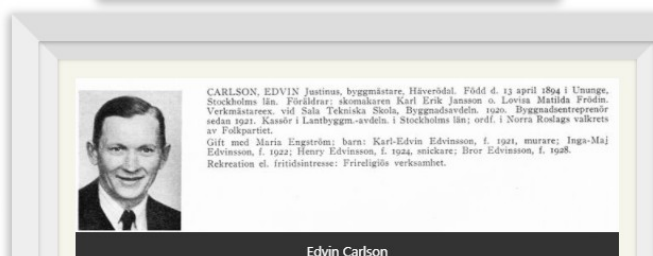 CARLSON, EDVIN Justinus, byggmästare, Häverödal. Född d. 13 april 1894 i Ununge,
Stockholms län. Föräldrar: skomakaren Karl Erik Jansson o. Lovisa Matilda Frödin.
Verkmästareex. vid Sala Tekniska Skola, Byggnadsavdeln. 1920. Byggnadsentreprenör
sedan 1921. Kassör i Lantbyggm.-avdeln. i Stockholms län; ordf. i Norra Roslags valkrets
av Folkpartiet.
Gift med Maria Engström; barn: Karl-Edvin Edvinsson, f. 1921, murare; Inga-Maj
Edvinsson, f. 1922; Henry Edvinsson, f. 1924, snickare; Bror Edvinsson, f. 1928.
Rekreation el. fritidsintresse: Frireligiös verksamhet.
Edvin Carlson